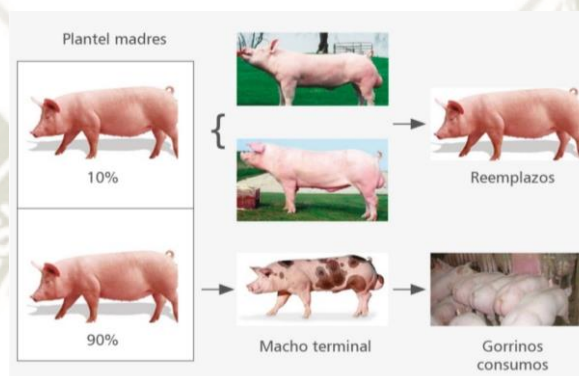 Plantel madres
10%
Reemplazos
90%
Macho terminal
Gorrinos
consumos